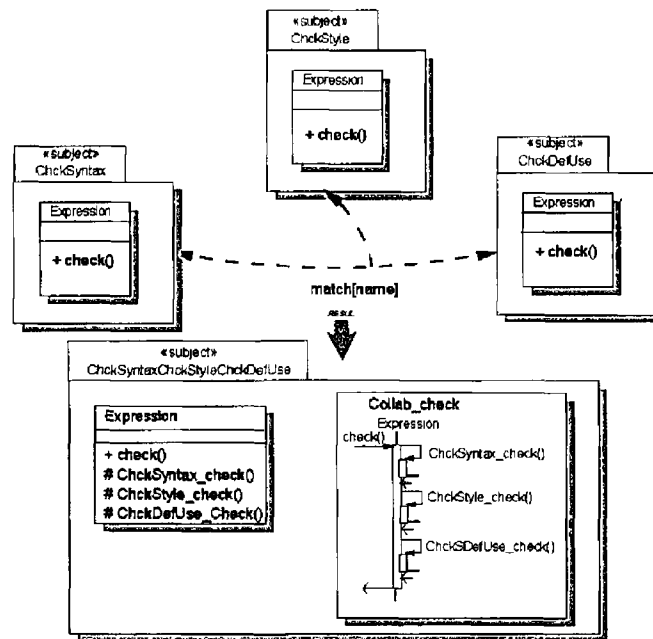 «subject»
ChckStyle
Expression
+ check()
«subject»
ChckSyntax
Expression
+ check()
«subject»
ChckDefUse
Expression
+ check()
match[name]
«subject»
ChckSyntaxChckStyleChckDefUse
Expression
+ check()
# ChckSyntax_check()
# ChckStyle_check()
# ChckDefUse_Check()
Collab_check
Expression
check()
ChckSyntax_check()
ChckStyle_check()
ChckSDefUse_check()